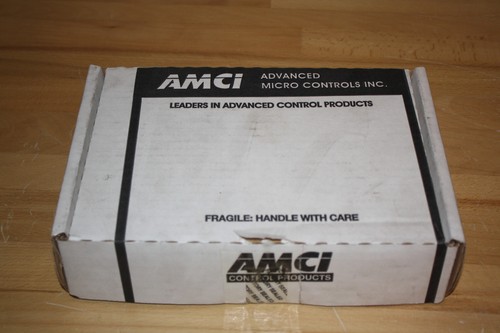 AMCI
ADVANCED
MICRO CONTROLS INC.
LEADERS IN ADVANCED CONTROL PRODUCTS
FRAGILE: HANDLE WITH CARE
AMCI
CONTROL PRODUCTS